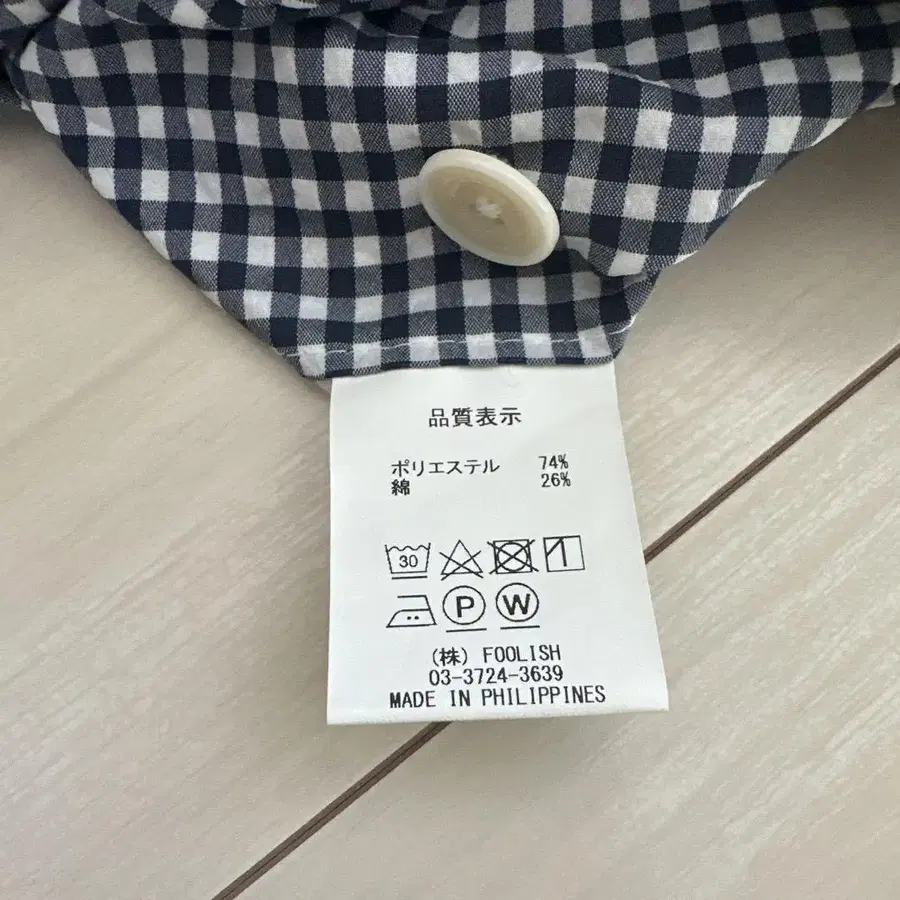 品質表示
ポリエステル 74%
綿 26%
30
P W
(株) FOOLISH
03-3724-3639
MADE IN PHILIPPINES